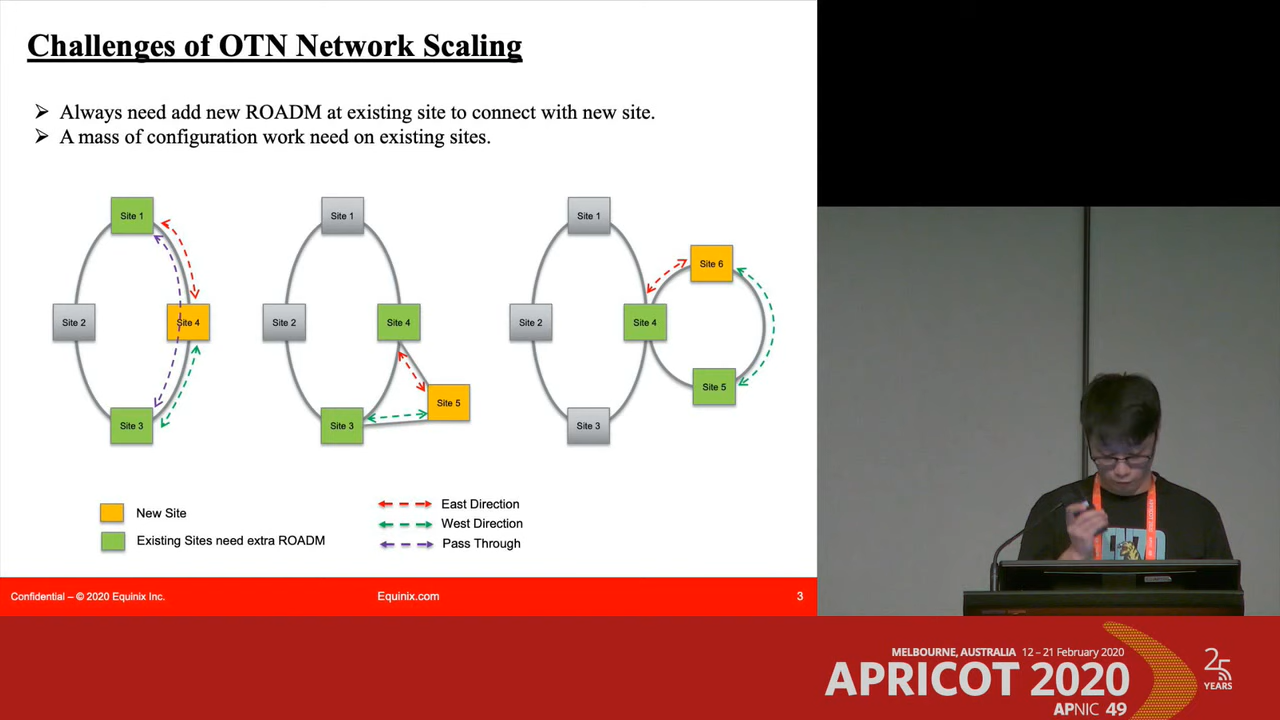 Challenges of OTN Network Scaling
Always need add new ROADM at existing site to connect with new site.
A mass of configuration work need on existing sites.
Site 1
Site 2
Site 4
Site 3
Site 1
Site 2
Site 4
Site 5
Site 3
Site 1
Site 6
Site 2
Site 4
Site 5
Site 3
New Site
Existing Sites need extra ROADM
East Direction
West Direction
Pass Through
Confidential – © 2020 Equinix Inc.
Equinix.com
3
MELBOURNE, AUSTRALIA 12 – 21 February 2020
APRICOT 2020
APNIC 49
25
YEARS